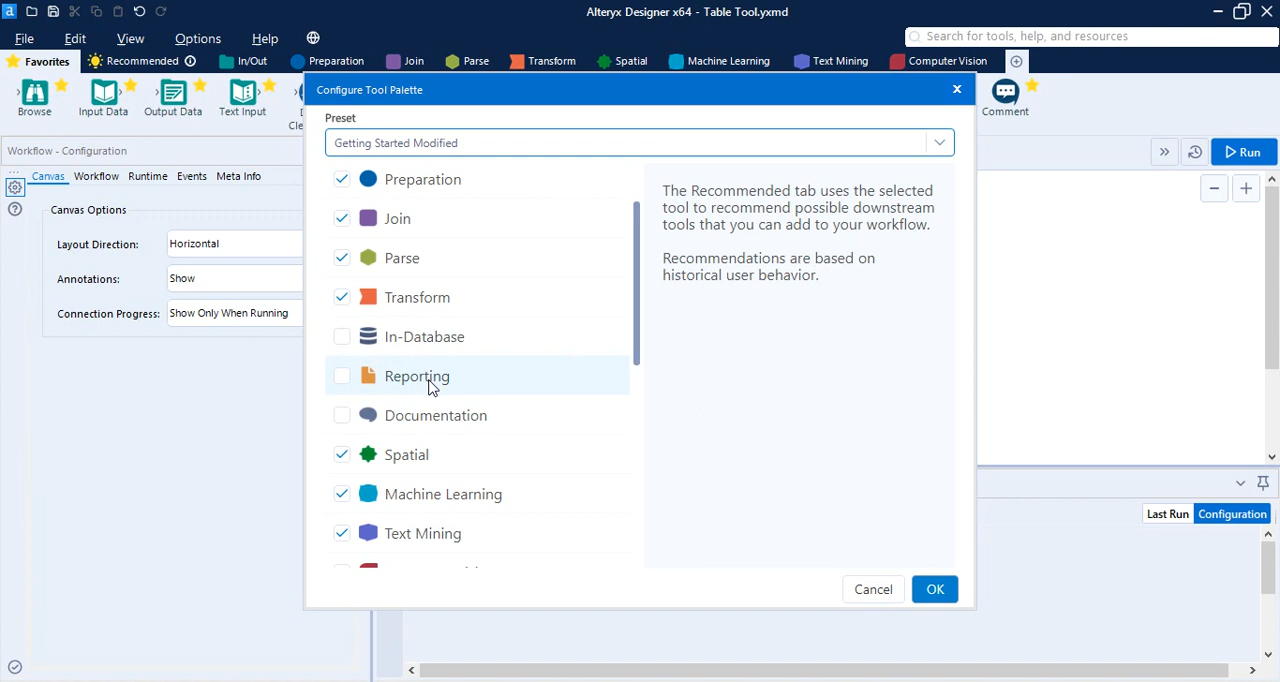 a
Alteryx Designer x64 - Table Tool.yxmd
File Edit View Options Help
Search for tools, help, and resources
Favorites Recommended In/Out Preparation Join Parse Transform Spatial Machine Learning Text Mining Computer Vision
Browse Input Data Output Data Text Input
Cle
Comment
Configure Tool Palette
Preset
Getting Started Modified
Workflow - Configuration
Run
Canvas Workflow Runtime Events Meta Info
Canvas Options
Layout Direction: Horizontal
Annotations: Show
Connection Progress: Show Only When Running
Preparation
Join
Parse
Transform
In-Database
Reporting
Documentation
Spatial
Machine Learning
Text Mining
The Recommended tab uses the selected
tool to recommend possible downstream
tools that you can add to your workflow.
Recommendations are based on
historical user behavior.
Last Run Configuration
Cancel OK